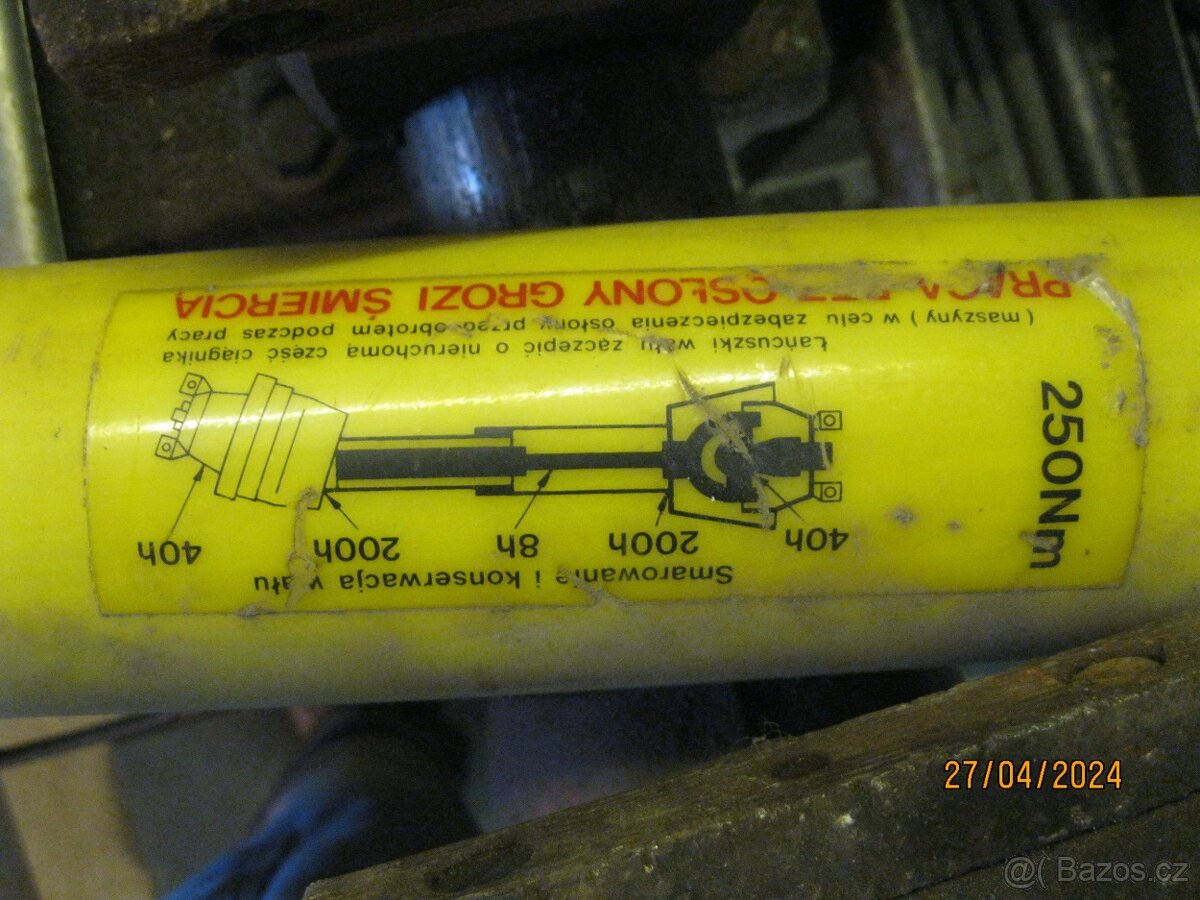 Smarowanie i konserwacja wału
40h 200h 8h 200h 40h
250Nm
Łańcuszki wału zaczepić o nieruchomą część ciągnika
( maszyny ) w celu zabezpieczenia osłony przed obrotem podczas pracy
PRACA BEZ OSŁONY GROZI ŚMIERCIĄ
27/04/2024
@( Bazos.cz